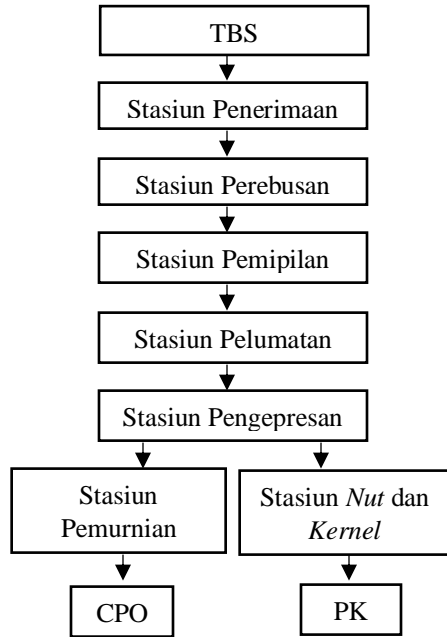 TBS
Stasiun Penerimaan
Stasiun Perebusan
Stasiun Pemipilan
Stasiun Pelumatan
Stasiun Pengepresan
Stasiun
Pemurnian
Stasiun Nut dan
Kernel
CPO
PK